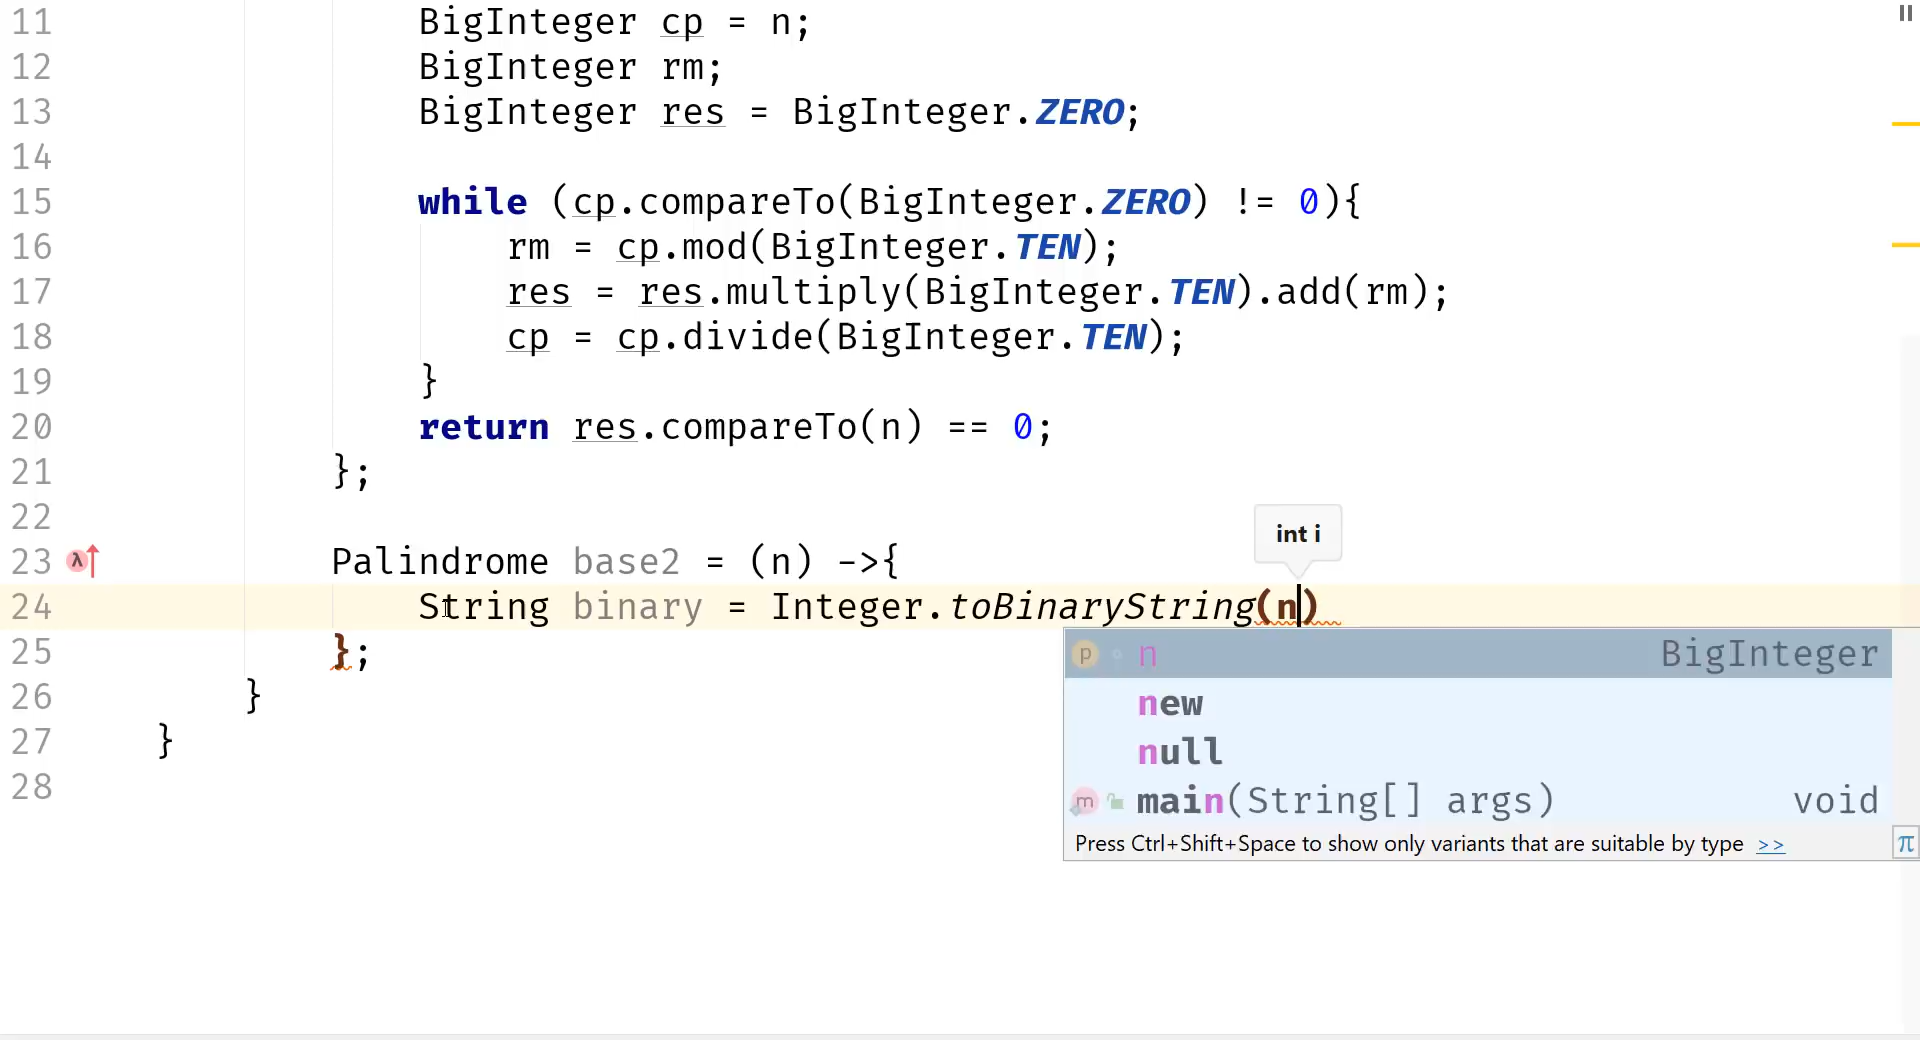 11 BigInteger cp = n;
12 BigInteger rm;
13 BigInteger res = BigInteger.ZERO;
14
15 while (cp.compareTo(BigInteger.ZERO) != 0){
16 rm = cp.mod(BigInteger.TEN);
17 res = res.multiply(BigInteger.TEN).add(rm);
18 cp = cp.divide(BigInteger.TEN);
19 }
20 return res.compareTo(n) == 0;
21 };
22
int i
23 λ Palindrome base2 = (n) ->{
24 String binary = Integer.toBinaryString(n)
25 };
p n BigInteger
26 }
new
27 }
null
28
m main(String[] args) void
Press Ctrl+Shift+Space to show only variants that are suitable by type >> π